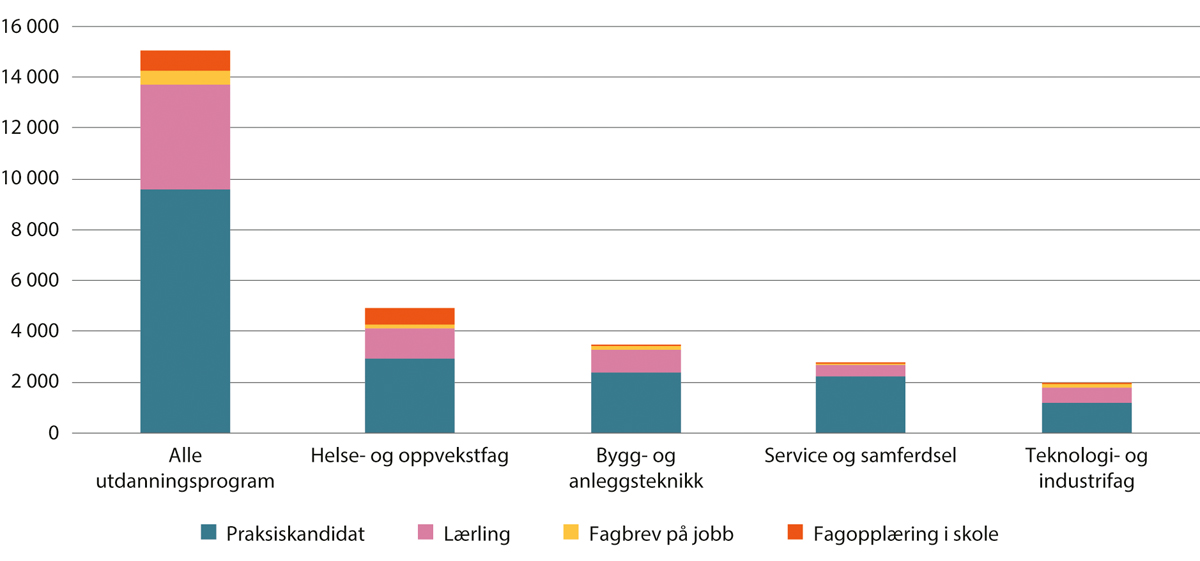 16 000
14 000
12 000
10 000
8 000
6 000
4 000
2 000
0
Alle
utdanningsprogram
Helse- og oppvekstfag
Bygg- og
anleggsteknikk
Service og samferdsel
Teknologi- og
industrifag
Praksiskandidat
Lærling
Fagbrev på jobb
Fagopplæring i skole